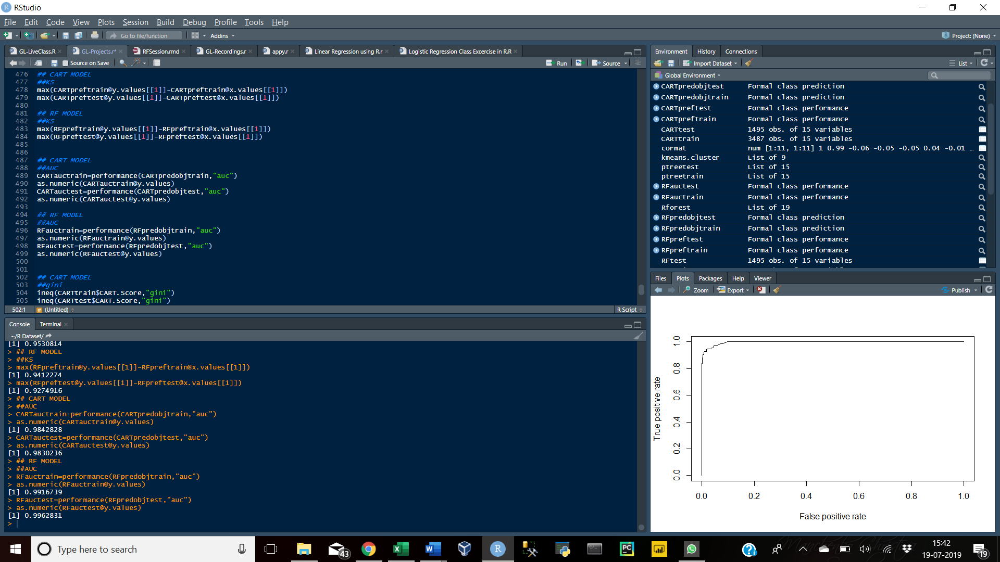 RStudio
File Edit Code View Plots Session Build Debug Profile Tools Help
Go to file/function Addins Project: (None)
GL-LiveClass.R GL-Projects.r* RFSession.rmd GL-Recordings.r appy.r Linear Regression using R.r Logistic Regression Class Excercise in R.R
Source on Save Run Source
476 ## CART MODEL
477 ##KS
478 max(CARTpreftrain@y.values[[1]]-CARTpreftrain@x.values[[1]])
479 max(CARTpreftest@y.values[[1]]-CARTpreftest@x.values[[1]])
480
481 ## RF MODEL
482 ##KS
483 max(RFpreftrain@y.values[[1]]-RFpreftrain@x.values[[1]])
484 max(RFpreftest@y.values[[1]]-RFpreftest@x.values[[1]])
485
486
487 ## CART MODEL
488 ##AUC
489 CARTauctrain=performance(CARTpredobjtrain,"auc")
490 as.numeric(CARTauctrain@y.values)
491 CARTauctest=performance(CARTpredobjtest,"auc")
492 as.numeric(CARTauctest@y.values)
493
494 ## RF MODEL
495 ##AUC
496 RFauctrain=performance(RFpredobjtrain,"auc")
497 as.numeric(RFauctrain@y.values)
498 RFauctest=performance(RFpredobjtest,"auc")
499 as.numeric(RFauctest@y.values)
500
501
502 ## CART MODEL
503 ##gini
504 ineq(CARTtrain$CART.Score,"gini")
505 ineq(CARTtest$CART.Score,"gini")
502:1 # (Untitled) R Script
Console Terminal
~/R Dataset/
[1] 0.9530814
> ## RF MODEL
> ##KS
> max(RFpreftrain@y.values[[1]]-RFpreftrain@x.values[[1]])
[1] 0.9412274
> max(RFpreftest@y.values[[1]]-RFpreftest@x.values[[1]])
[1] 0.9274916
> ## CART MODEL
> ##AUC
> CARTauctrain=performance(CARTpredobjtrain,"auc")
> as.numeric(CARTauctrain@y.values)
[1] 0.9842828
> CARTauctest=performance(CARTpredobjtest,"auc")
> as.numeric(CARTauctest@y.values)
[1] 0.9830236
> ## RF MODEL
> ##AUC
> RFauctrain=performance(RFpredobjtrain,"auc")
> as.numeric(RFauctrain@y.values)
[1] 0.9916739
> RFauctest=performance(RFpredobjtest,"auc")
> as.numeric(RFauctest@y.values)
[1] 0.9962831
>
Environment History Connections
Import Dataset List
Global Environment
CARTpredobjtest Formal class prediction
CARTpredobjtrain Formal class prediction
CARTpreftest Formal class performance
CARTpreftrain Formal class performance
CARTtest 1495 obs. of 15 variables
CARTtrain 3487 obs. of 15 variables
cormat num [1:11, 1:11] 1 0.99 -0.06 -0.05 -0.05 0.04 -0.01 …
kmeans.cluster List of 9
ptreetest List of 15
ptreetrain List of 15
RFauctest Formal class performance
RFauctrain Formal class performance
Rforest List of 19
RFpredobjtest Formal class prediction
RFpredobjtrain Formal class prediction
RFpreftest Formal class performance
RFpreftrain Formal class performance
RFtest 1495 obs. of 15 variables
Files Plots Packages Help Viewer
Zoom Export Publish
True positive rate
1.0
0.8
0.6
0.4
0.2
0.0
0.0 0.2 0.4 0.6 0.8 1.0
False positive rate
Type here to search
43
15:42
19-07-2019
19